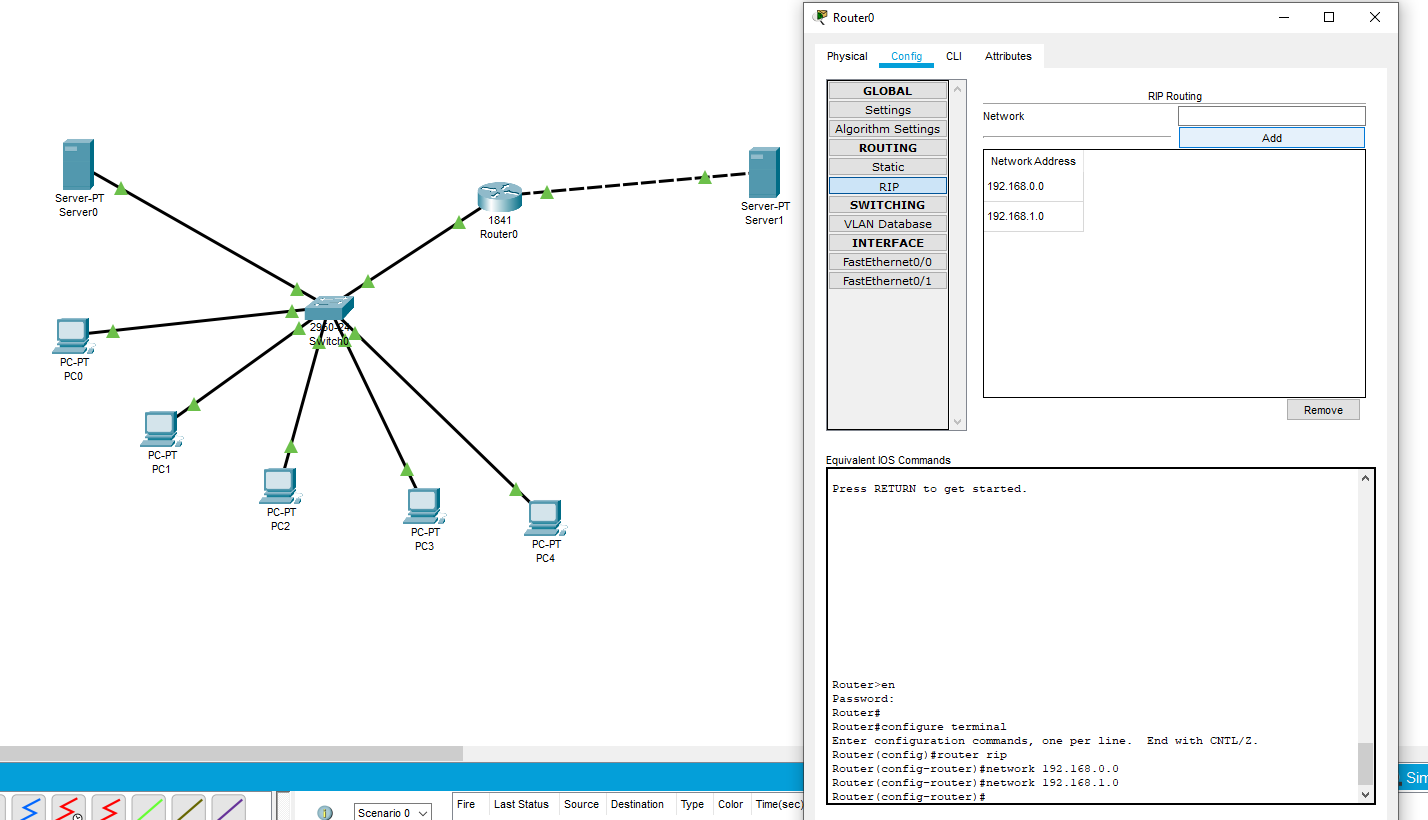 Router0
Physical
Config
CLI
Attributes
GLOBAL
Settings
Algorithm Settings
ROUTING
Static
RIP
SWITCHING
VLAN Database
INTERFACE
FastEthernet0/0
FastEthernet0/1
RIP Routing
Network
Add
Network Address
192.168.0.0
192.168.1.0
Remove
Equivalent IOS Commands
Press RETURN to get started.
Router>en
Password:
Router#
Router#configure terminal
Enter configuration commands, one per line.  End with CNTL/Z.
Router(config)#router rip
Router(config-router)#network 192.168.0.0
Router(config-router)#network 192.168.1.0
Router(config-router)#
Server-PT
Server0
1841
Router0
Server-PT
Server1
2960-24
Switch0
PC-PT
PC0
PC-PT
PC1
PC-PT
PC2
PC-PT
PC3
PC-PT
PC4
Sim
1
Scenario 0
Fire
Last Status
Source
Destination
Type
Color
Time(sec)